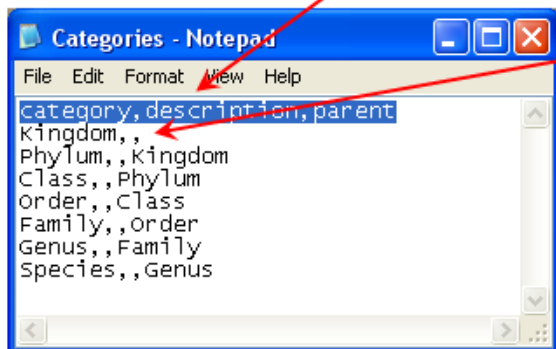 Categories - Notepad
File Edit Format View Help
category,description,parent
Kingdom,,
Phylum,,Kingdom
Class,,Phylum
Order,,Class
Family,,Order
Genus,,Family
Species,,Genus